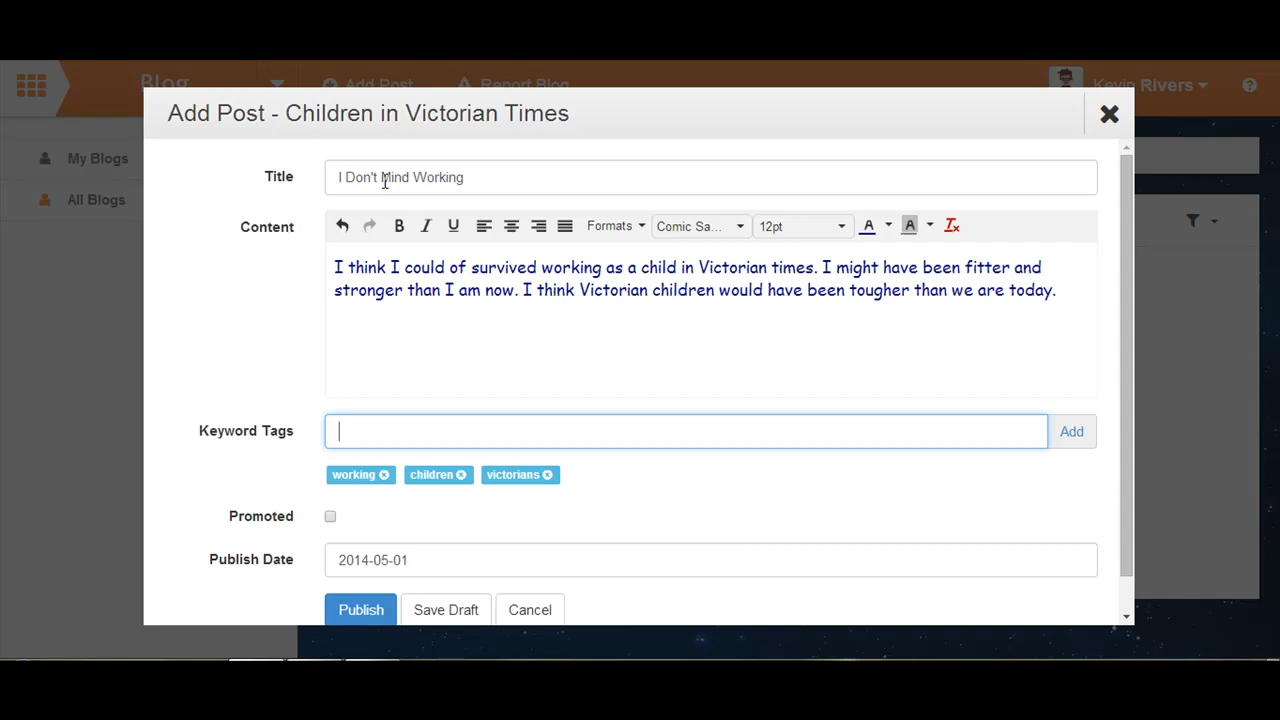 Blog
Add Post
Report Blog
Kevin Rivers
Add Post - Children in Victorian Times
My Blogs
All Blogs
Title
I Don't Mind Working
Content
B I U Formats Comic Sa... 12pt A A Tx
I think I could of survived working as a child in Victorian times. I might have been fitter and
stronger than I am now. I think Victorian children would have been tougher than we are today.
Keyword Tags
Add
working children victorians
Promoted
Publish Date
2014-05-01
Publish Save Draft Cancel